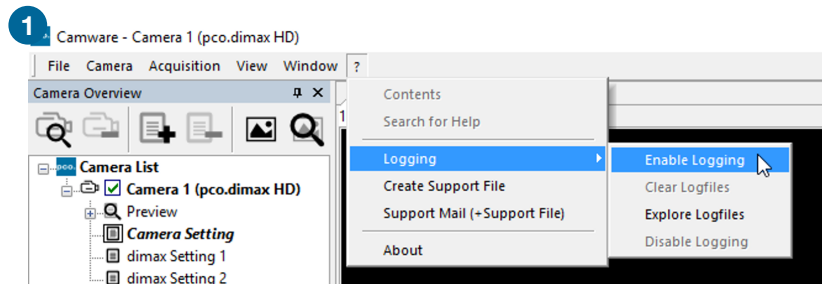 1
Camware - Camera 1 (pco.dimax HD)
File Camera Acquisition View Window ?
Camera Overview
Contents
Search for Help
Logging
Enable Logging
Clear Logfiles
Explore Logfiles
Disable Logging
Create Support File
Support Mail (+Support File)
About
1
pco. Camera List
Camera 1 (pco.dimax HD)
Preview
Camera Setting
dimax Setting 1
dimax Setting 2